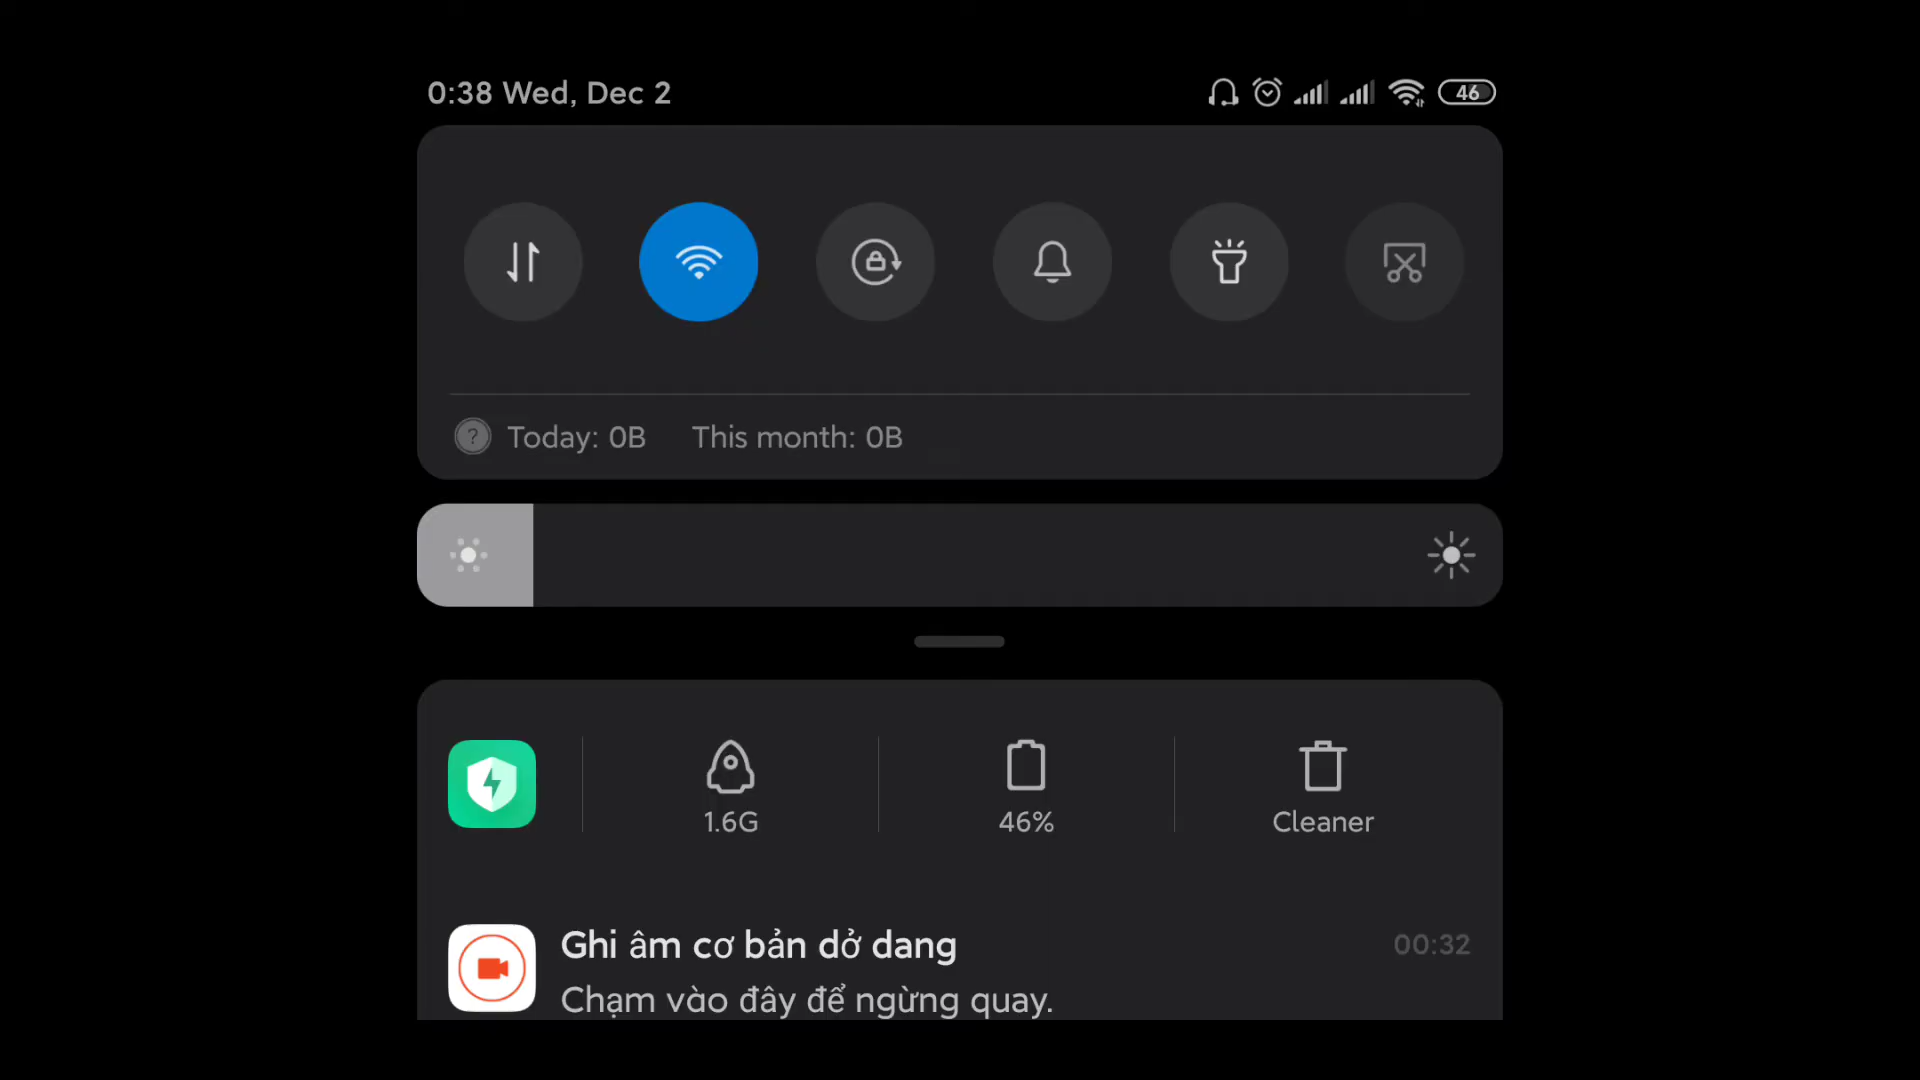 0:38 Wed, Dec 2 46
? Today: 0B This month: 0B
1.6G 46% Cleaner
Ghi âm cơ bản dở dang 00:32
Chạm vào đây để ngừng quay.